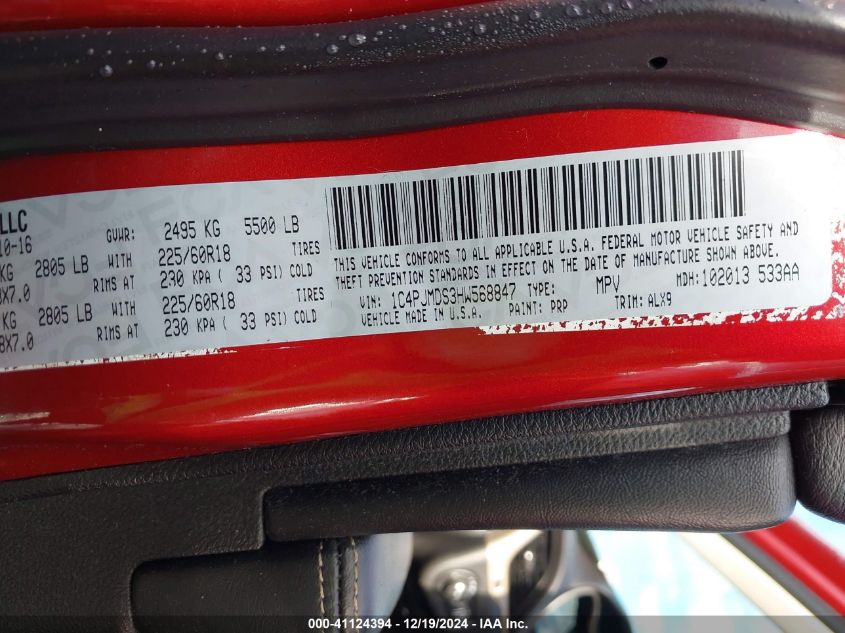 LLC
10-16 GVWR: 2495 KG 5500 LB
KG 2805 LB WITH 225/60R18 TIRES
8X7.0 RIMS AT 230 KPA ( 33 PSI) COLD
KG 2805 LB WITH 225/60R18 TIRES
8X7.0 RIMS AT 230 KPA ( 33 PSI) COLD
THIS VEHICLE CONFORMS TO ALL APPLICABLE U.S.A. FEDERAL MOTOR VEHICLE SAFETY AND
THEFT PREVENTION STANDARDS IN EFFECT ON THE DATE OF MANUFACTURE SHOWN ABOVE.
VIN: 1C4PJMDS3HW568847 TYPE: MPV MDH: 102013 533AA
VEHICLE MADE IN U.S.A. PAINT: PRP TRIM: ALX9
000-41124394 - 12/19/2024 - IAA, Inc.